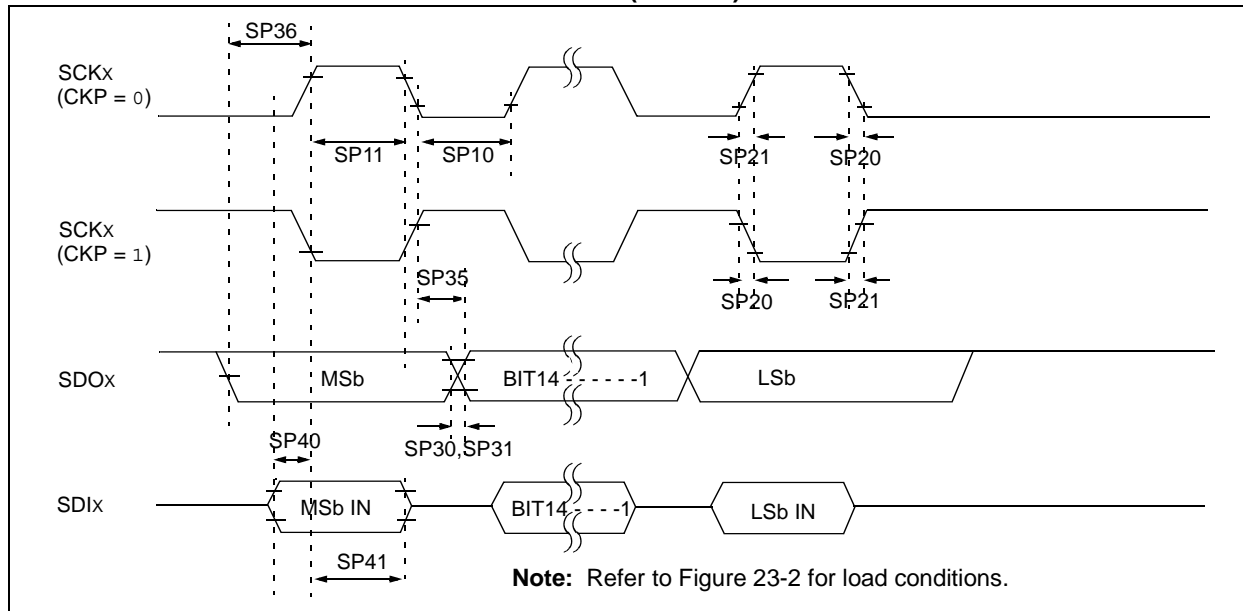 SP36
SCKx
(CKP = 0)
SP11
SP10
SP21
SP20
SCKx
(CKP = 1)
SP35
SP20
SP21
SDOx
MSb
BIT14 - - - - - -1
LSb
SP40
SP30,SP31
SDIx
MSb IN
BIT14 - - - -1
LSb IN
SP41
Note: Refer to Figure 23-2 for load conditions.